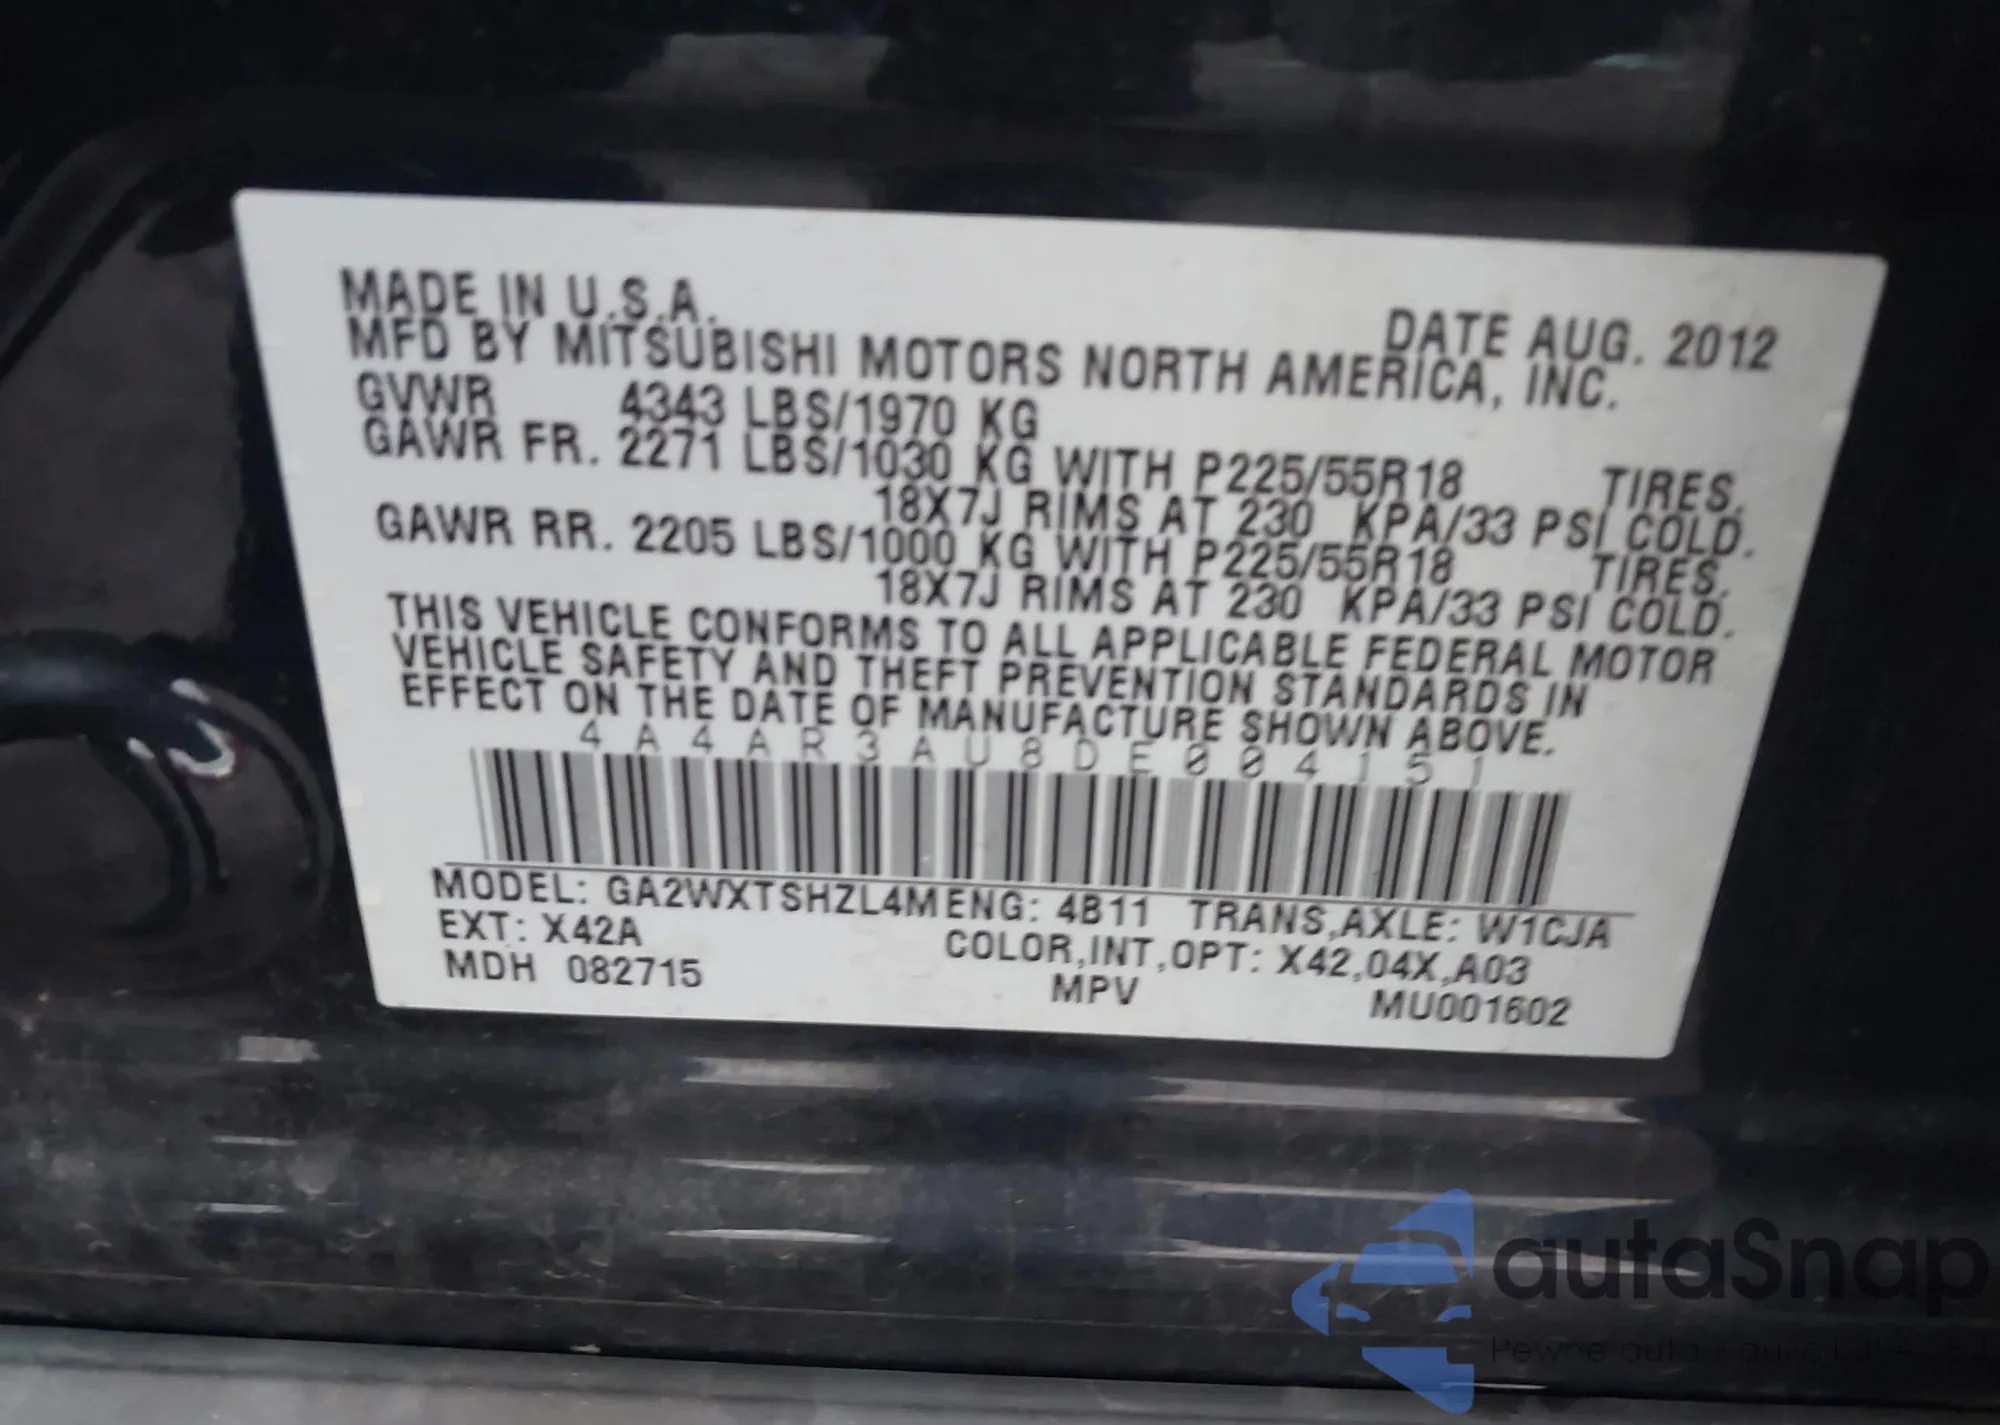 MADE IN U.S.A.
DATE AUG. 2012
MFD BY MITSUBISHI MOTORS NORTH AMERICA, INC.
GVWR 4343 LBS/1970 KG
GAWR FR. 2271 LBS/1030 KG WITH P225/55R18 TIRES,
18X7J RIMS AT 230 KPA/33 PSI COLD.
GAWR RR. 2205 LBS/1000 KG WITH P225/55R18 TIRES,
18X7J RIMS AT 230 KPA/33 PSI COLD.
THIS VEHICLE CONFORMS TO ALL APPLICABLE FEDERAL MOTOR
VEHICLE SAFETY AND THEFT PREVENTION STANDARDS IN
EFFECT ON THE DATE OF MANUFACTURE SHOWN ABOVE.
4A4AR3AU8DE004151
MODEL: GA2WXTSHZL4M ENG: 4B11 TRANS,AXLE: W1CJA
EXT: X42A COLOR,INT,OPT: X42,04X,A03
MDH 082715 MPV MU001602
autaSnap
Pewne auta